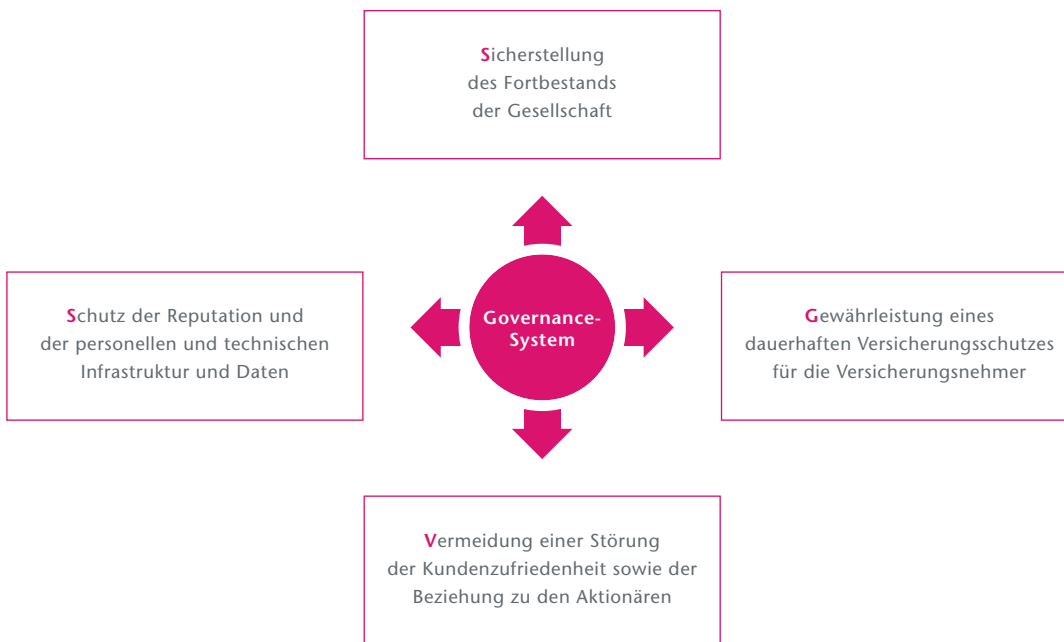 Sicherstellung
des Fortbestands
der Gesellschaft
Schutz der Reputation und
der personellen und technischen
Infrastruktur und Daten
Governance-
System
Gewährleistung eines
dauerhaften Versicherungsschutzes
für die Versicherungsnehmer
Vermeidung einer Störung
der Kundenzufriedenheit sowie der
Beziehung zu den Aktionären